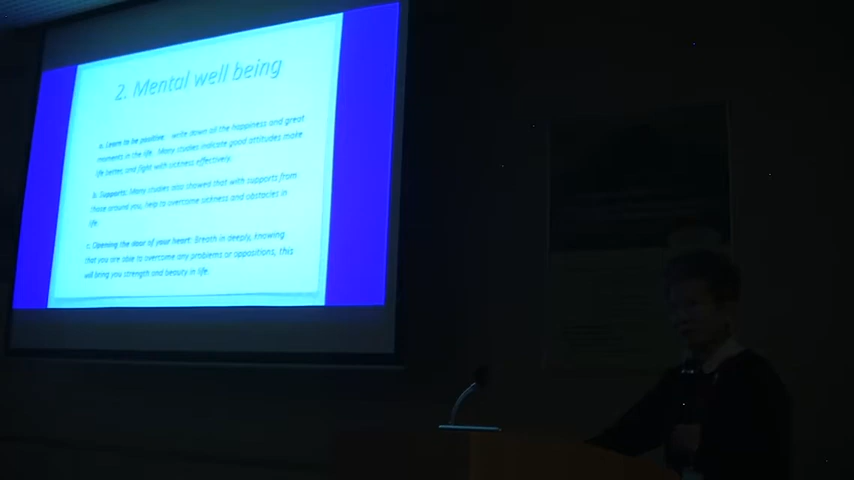 2. Mental well being
a. Learn to be positive: write down all the happiness and great
moments in the life. Many studies indicate good attitudes make
life better, and fight with sickness effectively.
b. Supports: Many studies also showed that with supports from
those around you, help to overcome sickness and obstacles in
life.
c. Opening the door of your heart: Breath in deeply, knowing
that you are able to overcome any problems or oppositions, this
will bring you strength and beauty in life.